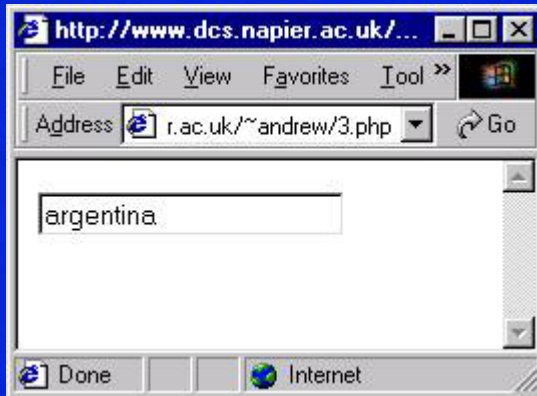 http://www.dcs.napier.ac.uk/...
File Edit View Favorites Tool »
Address r.ac.uk/~andrew/3.php Go
argentina
Done Internet